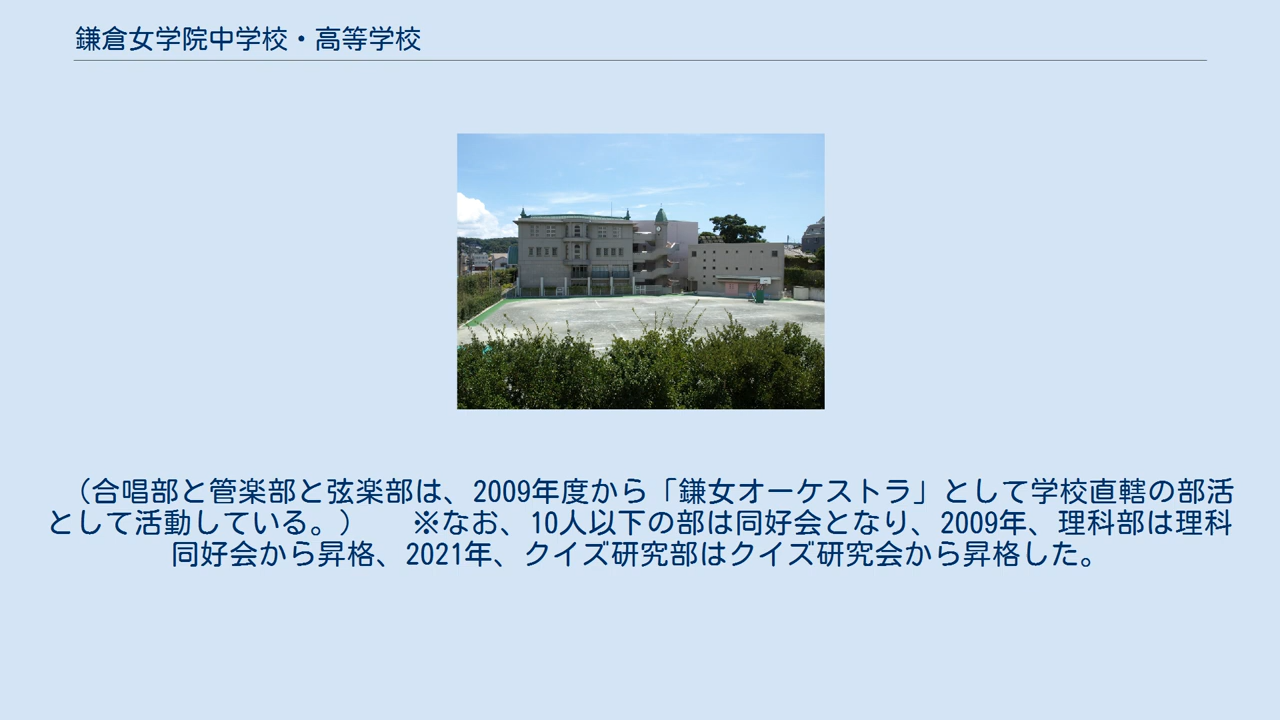 鎌倉女学院中学校・高等学校
（合唱部と管楽部と弦楽部は、2009年度から「鎌女オーケストラ」として学校直轄の部活
として活動している。）　　※なお、10人以下の部は同好会となり、2009年、理科部は理科
同好会から昇格、2021年、クイズ研究部はクイズ研究会から昇格した。